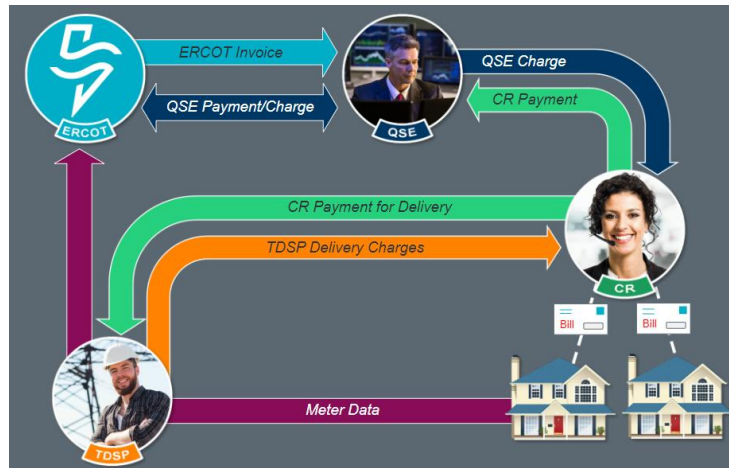 ERCOT Invoice
QSE Charge
QSE Payment/Charge
CR Payment
ERCOT
QSE
CR Payment for Delivery
TDSP Delivery Charges
CR
Bill
Bill
Meter Data
TDSP